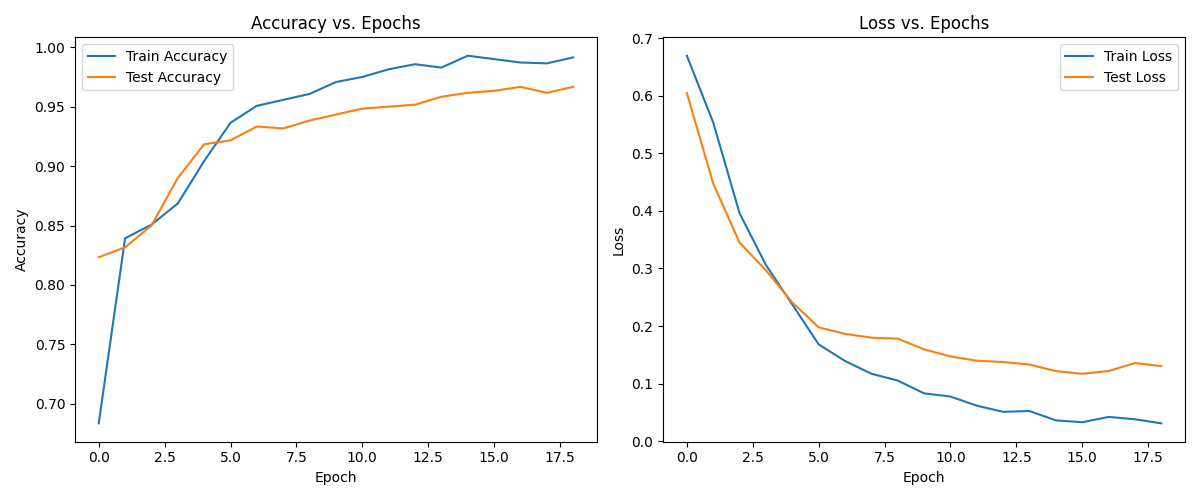 Accuracy vs. Epochs
Train Accuracy
Test Accuracy
1.00
0.95
0.90
0.85
0.80
0.75
0.70
Accuracy
0.0 2.5 5.0 7.5 10.0 12.5 15.0 17.5
Epoch
Loss vs. Epochs
Train Loss
Test Loss
0.7
0.6
0.5
0.4
0.3
0.2
0.1
0.0
Loss
0.0 2.5 5.0 7.5 10.0 12.5 15.0 17.5
Epoch